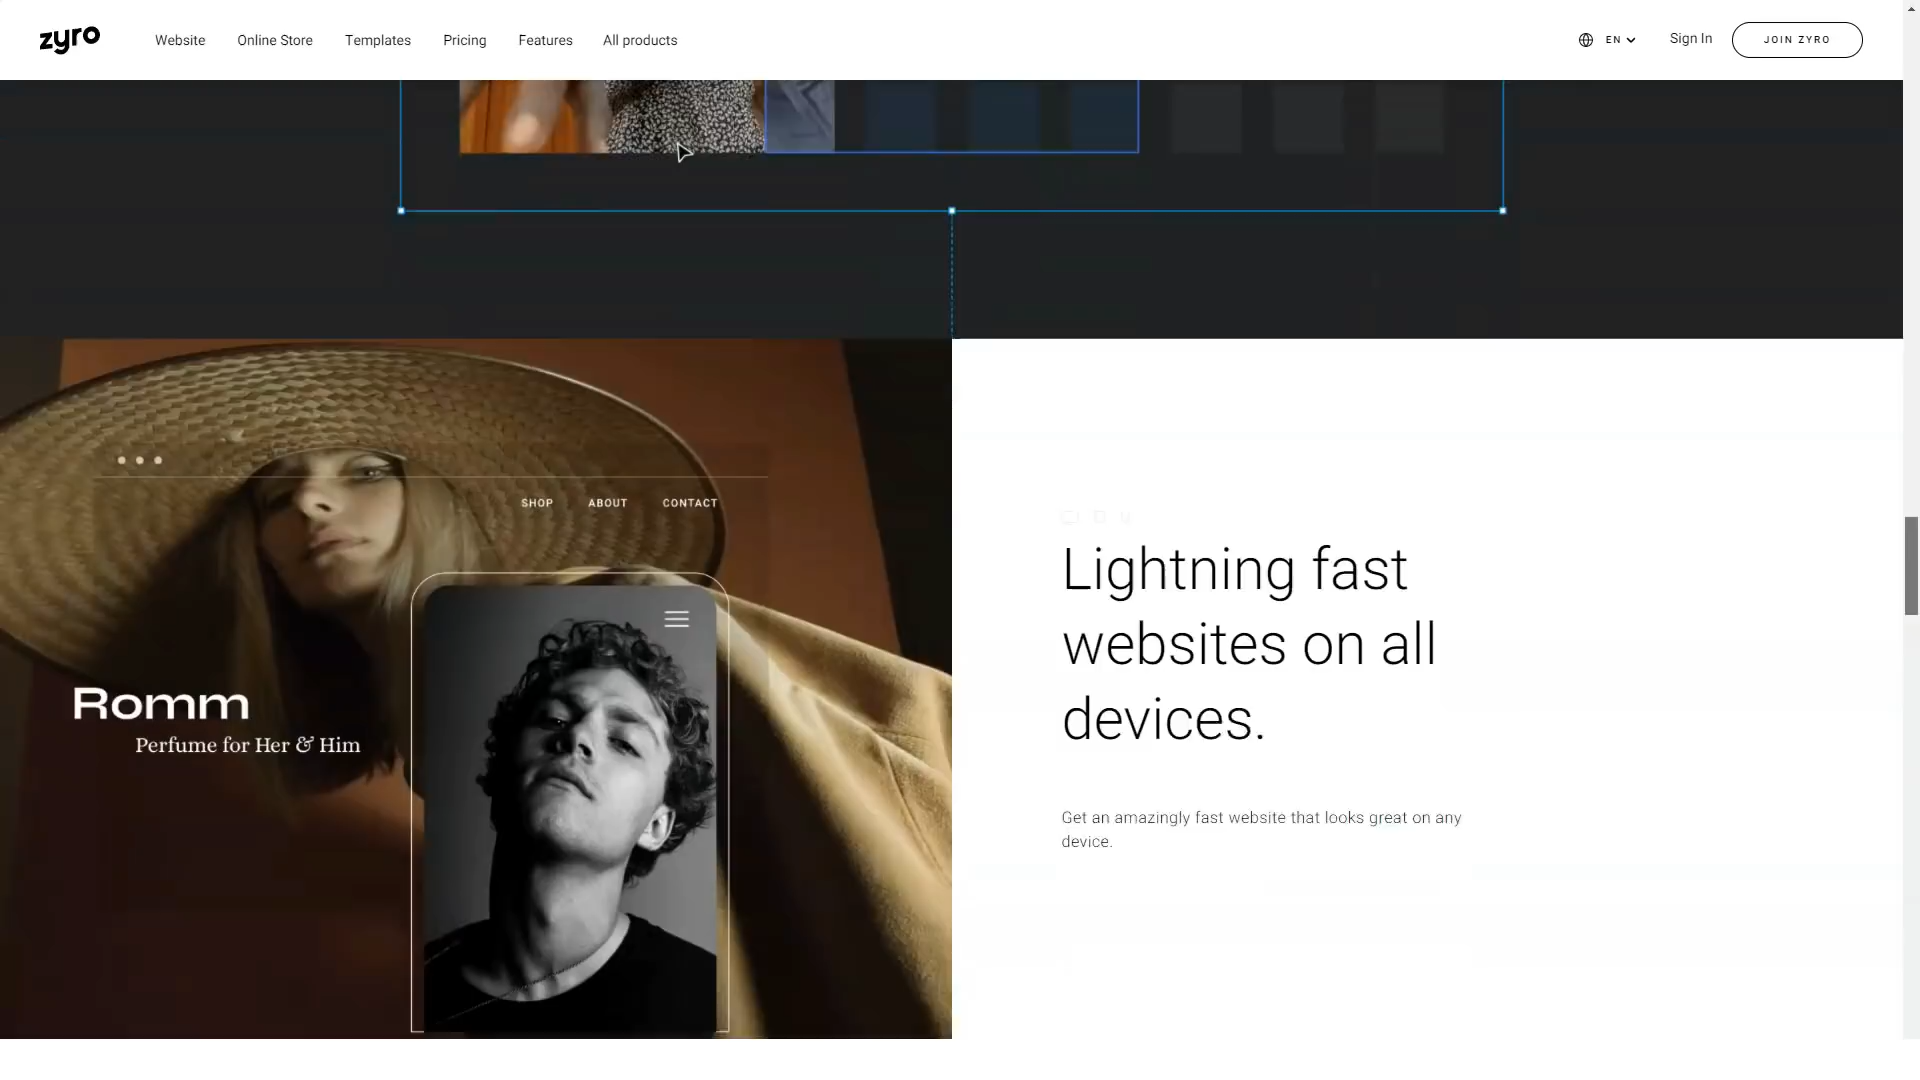 zyro
Website Online Store Templates Pricing Features All products
EN Sign In JOIN ZYRO
SHOP ABOUT CONTACT
Romm
Perfume for Her & Him
Lightning fast
websites on all
devices.
Get an amazingly fast website that looks great on any
device.